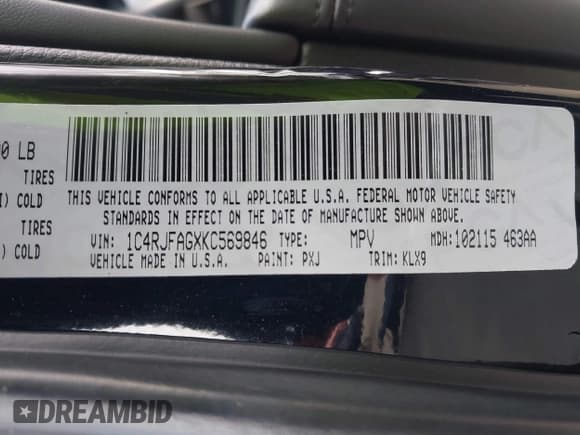 00 LB
TIRES
COLD
TIRES
COLD
THIS VEHICLE CONFORMS TO ALL APPLICABLE U.S.A. FEDERAL MOTOR VEHICLE SAFETY
STANDARDS IN EFFECT ON THE DATE OF MANUFACTURE SHOWN ABOVE.
VIN: 1C4RJFAGXKC569846 TYPE: MPV MDH:102115 463AA
VEHICLE MADE IN U.S.A. PAINT: PXJ TRIM:KLX9
DREAMBID